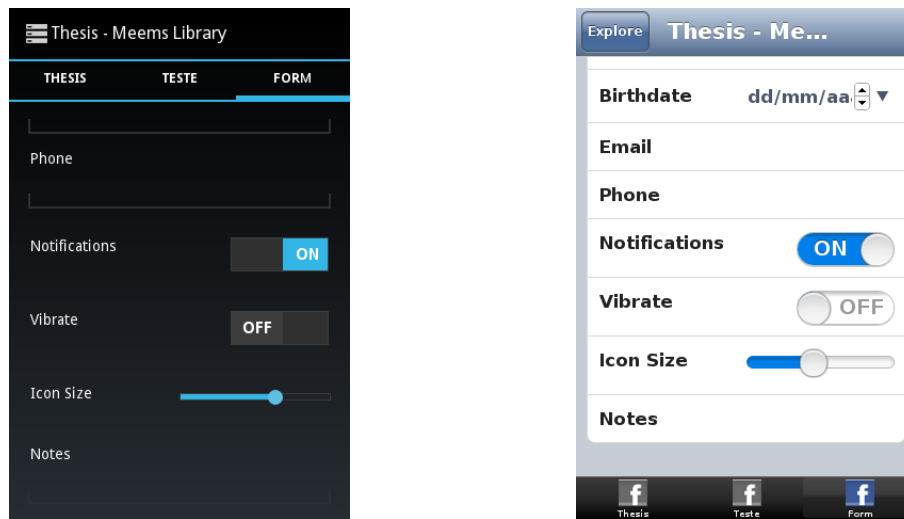 Thesis - Meems Library
THESIS TESTE FORM
Phone
Notifications ON
Vibrate OFF
Icon Size
Notes
Explore Thesis - Me...
Birthdate dd/mm/aa
Email
Phone
Notifications ON
Vibrate OFF
Icon Size
Notes
f f f
Thesis Teste Form